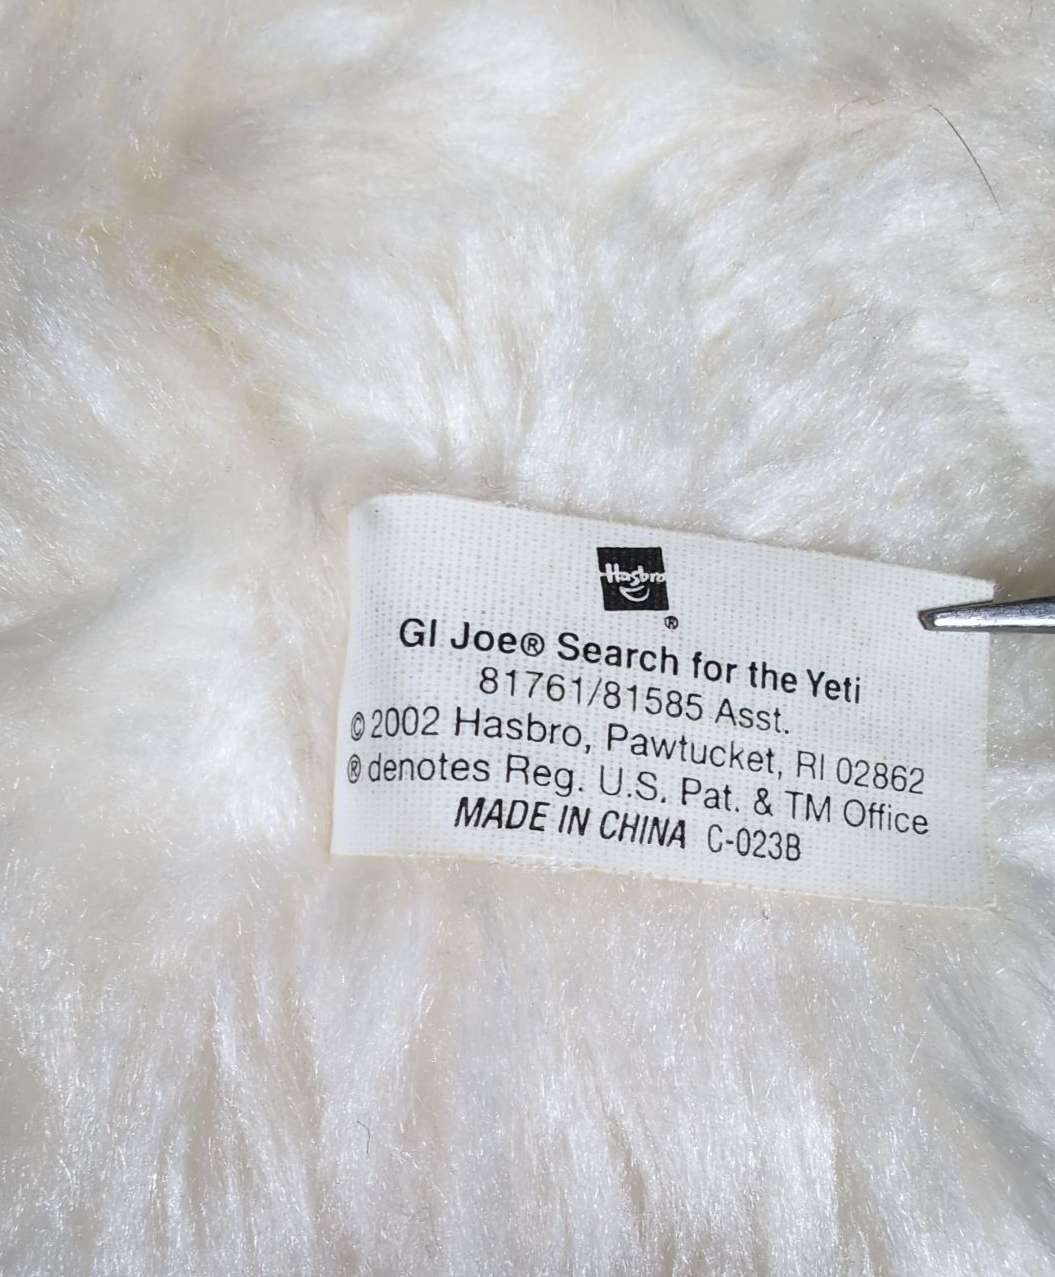 Hasbro
®
GI Joe® Search for the Yeti
81761/81585 Asst.
© 2002 Hasbro, Pawtucket, RI 02862
® denotes Reg. U.S. Pat. & TM Office
MADE IN CHINA C-023B